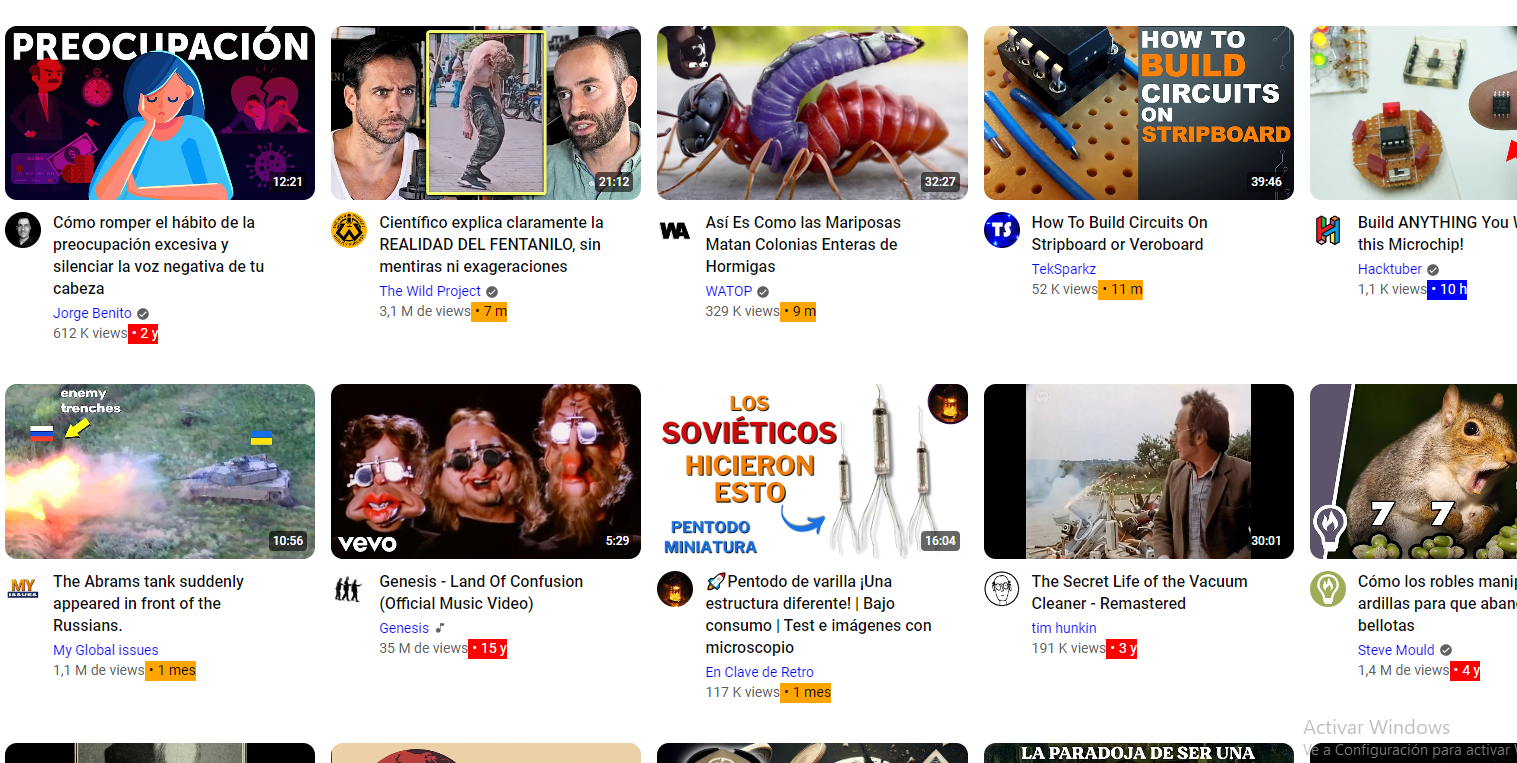 PREOCUPACIÓN
12:21
Cómo romper el hábito de la
preocupación excesiva y
silenciar la voz negativa de tu
cabeza
Jorge Benito
612 K views • 2 y
21:12
Científico explica claramente la
REALIDAD DEL FENTANILO, sin
mentiras ni exageraciones
The Wild Project
3,1 M de views • 7 m
32:27
WA
Así Es Como las Mariposas
Matan Colonias Enteras de
Hormigas
WATOP
329 K views • 9 m
HOW TO
BUILD
CIRCUITS
ON
STRIPBOARD
39:46
TS
How To Build Circuits On
Stripboard or Veroboard
TekSparkz
52 K views • 11 m
Build ANYTHING You
this Microchip!
Hacktuber
1,1 K views • 10 h
enemy
trenches
10:56
MY
ISSUES
The Abrams tank suddenly
appeared in front of the
Russians.
My Global issues
1,1 M de views • 1 mes
vevo
5:29
Genesis - Land Of Confusion
(Official Music Video)
Genesis
35 M de views • 15 y
LOS
SOVIÉTICOS
HICIERON
ESTO
PENTODO
MINIATURA
16:04
🚀Pentodo de varilla ¡Una
estructura diferente! | Bajo
consumo | Test e imágenes con
microscopio
En Clave de Retro
117 K views • 1 mes
30:01
The Secret Life of the Vacuum
Cleaner - Remastered
tim hunkin
191 K views • 3 y
7 7
Cómo los robles mani
ardillas para que aban
bellotas
Steve Mould
1,4 M de views • 4 y
LA PARADOJA DE SER UNA
Activar Windows
Ve a Configuración para activar